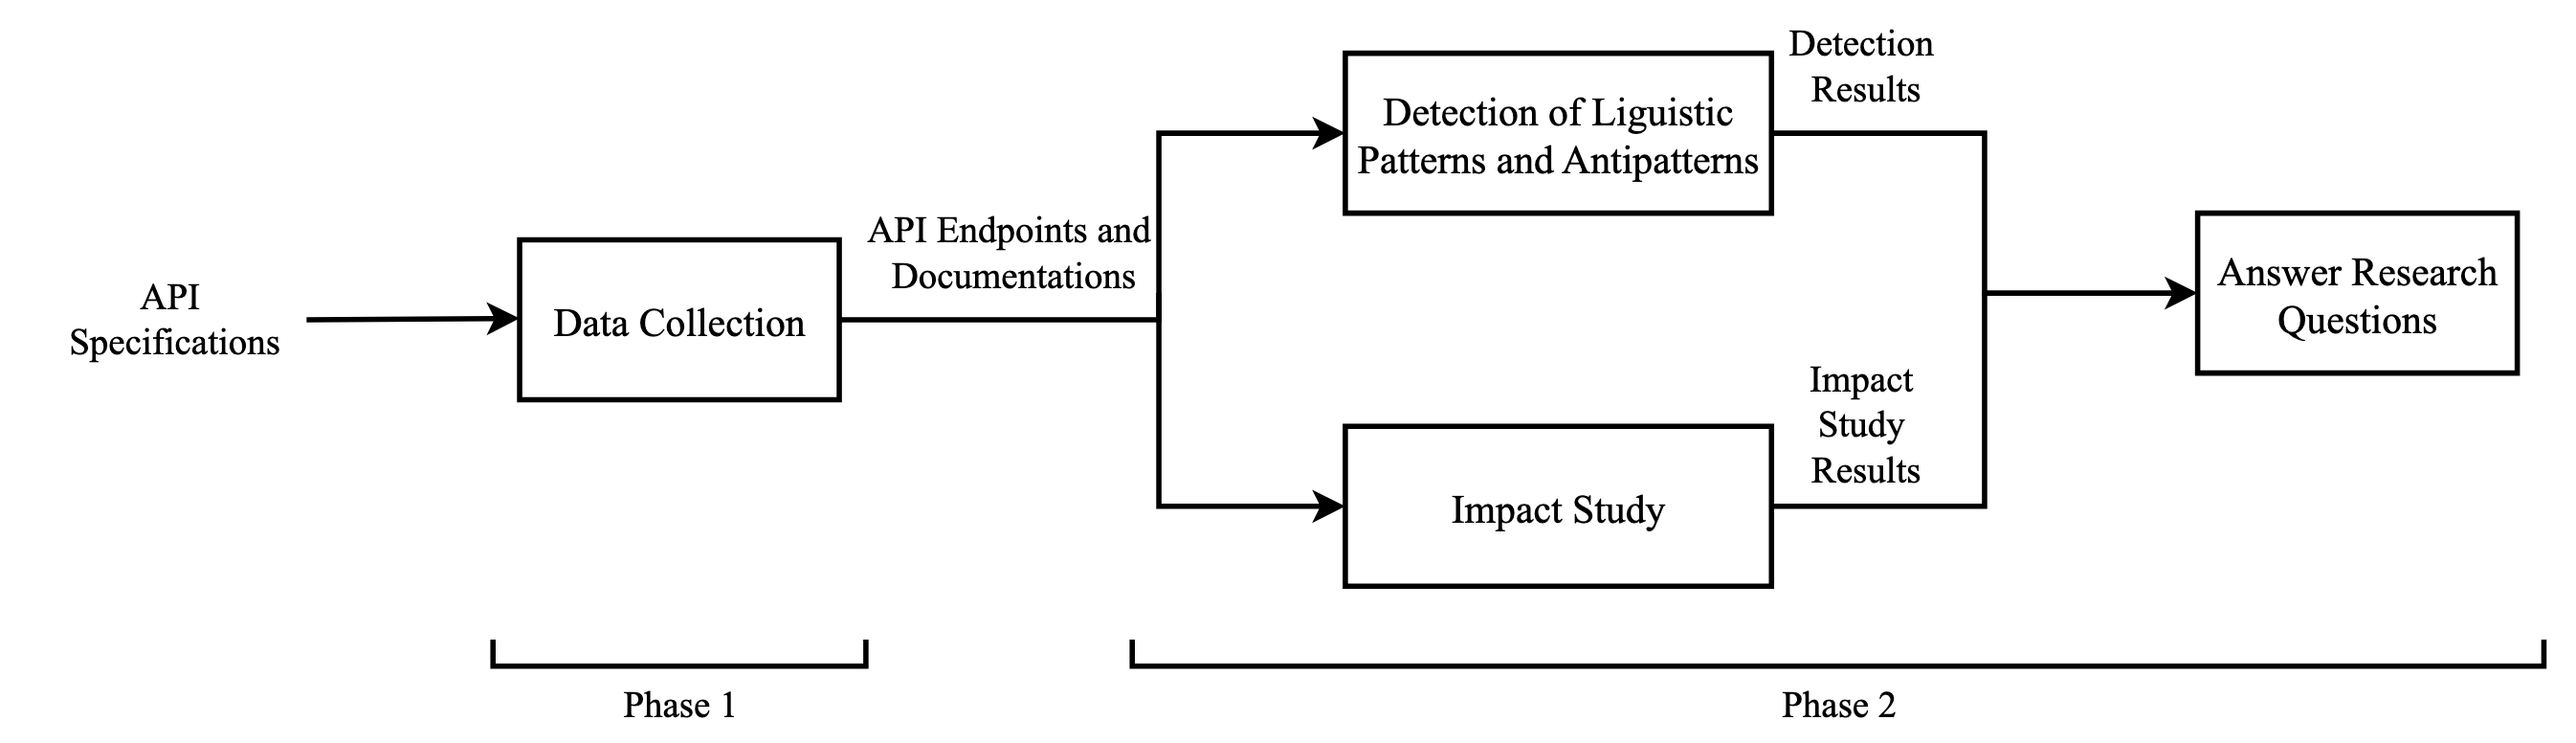 API
Specifications
Data Collection
API Endpoints and
Documentations
Detection of Liguistic
Patterns and Antipatterns
Detection
Results
Impact Study
Impact
Study
Results
Answer Research
Questions
Phase 1
Phase 2